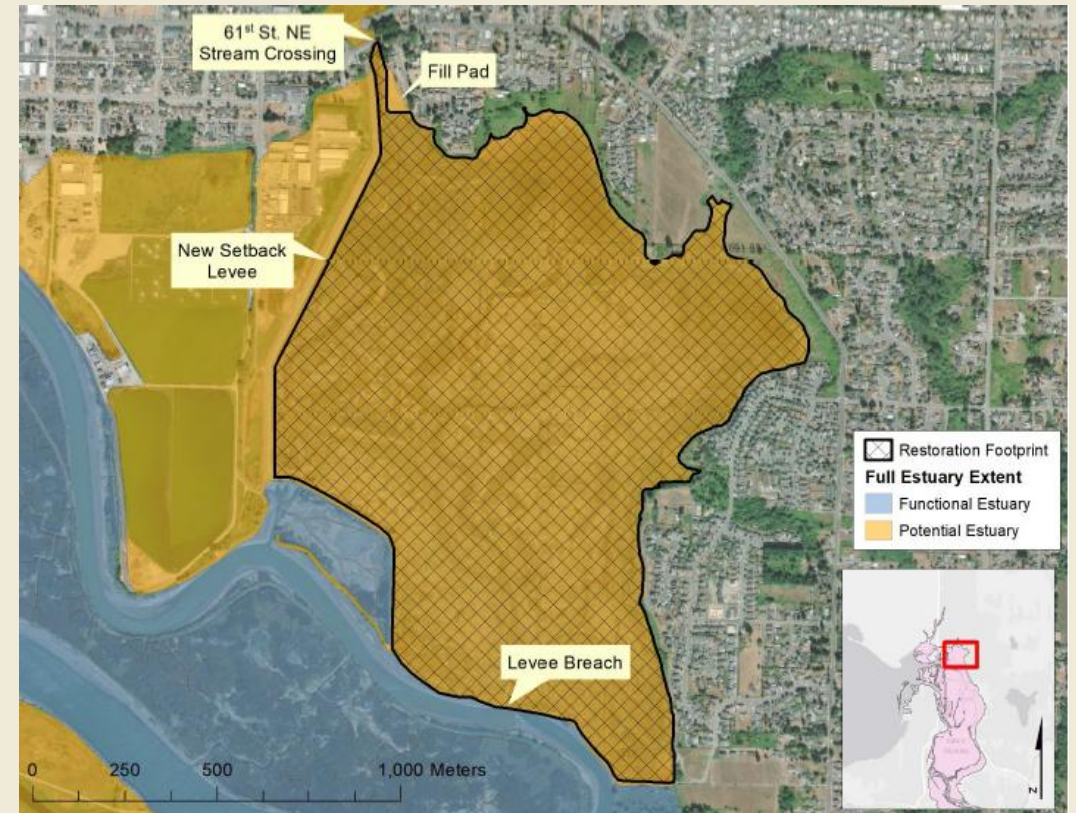 61st St. NE
Stream Crossing
Fill Pad
New Setback
Levee
Levee Breach
Restoration Footprint
Full Estuary Extent
Functional Estuary
Potential Estuary
0 250 500 1,000 Meters
N